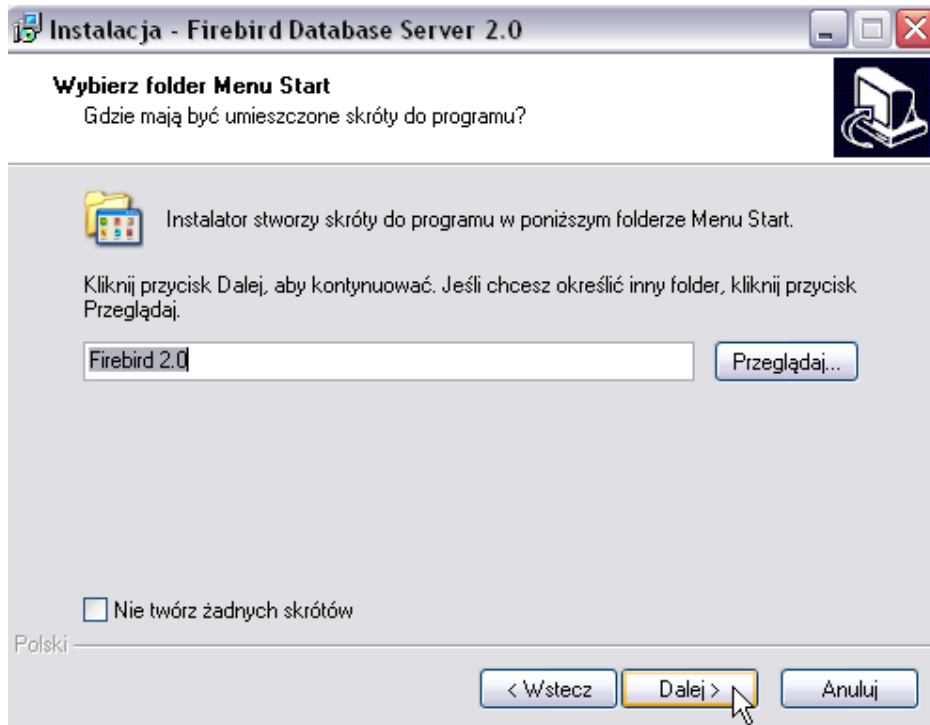 Instalacja - Firebird Database Server 2.0
Wybierz folder Menu Start
Gdzie mają być umieszczone skróty do programu?
Instalator stworzy skróty do programu w poniższym folderze Menu Start.
Kliknij przycisk Dalej, aby kontynuować. Jeśli chcesz określić inny folder, kliknij przycisk
Przeglądaj.
Firebird 2.0
Przeglądaj...
Nie twórz żadnych skrótów
Polski
< Wstecz
Dalej >
Anuluj